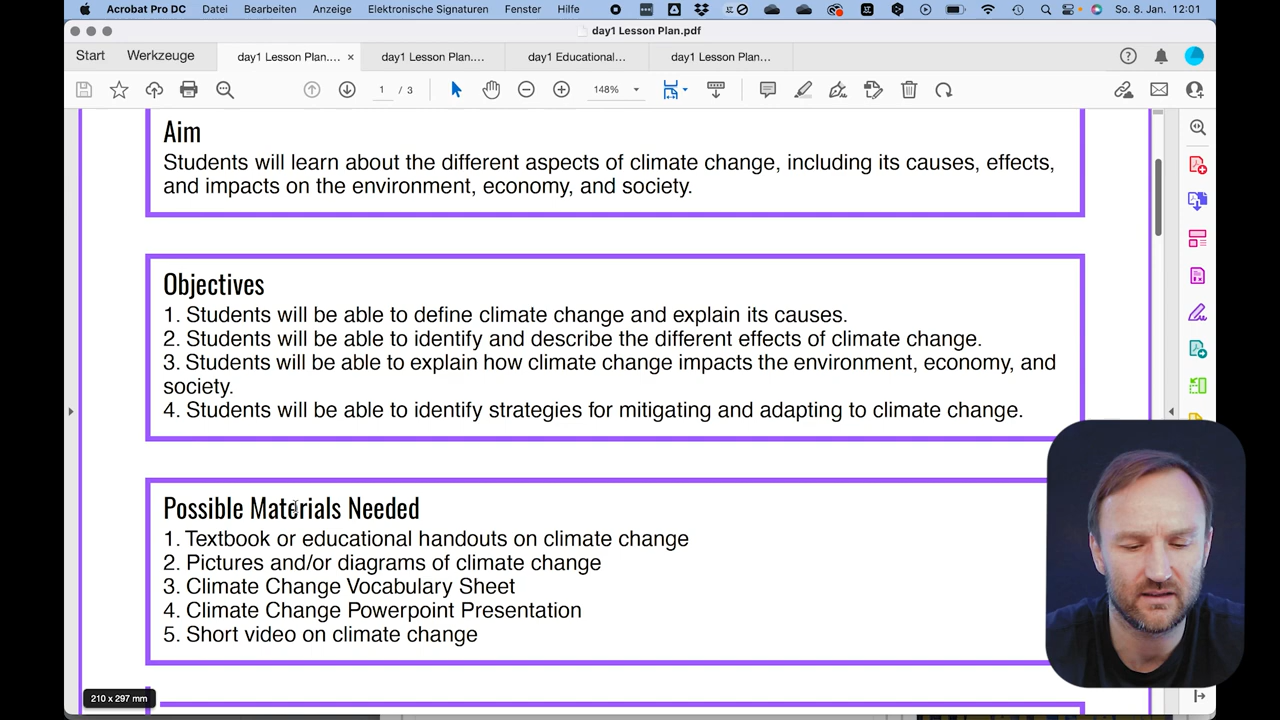 Acrobat Pro DC Datei Bearbeiten Anzeige Elektronische Signaturen Fenster Hilfe So. 8. Jan. 12:01
day1 Lesson Plan.pdf
Start Werkzeuge day1 Lesson Plan.... × day1 Lesson Plan.... day1 Educational... day1 Lesson Plan...
1 / 3 148%
Aim
Students will learn about the different aspects of climate change, including its causes, effects,
and impacts on the environment, economy, and society.
Objectives
1. Students will be able to define climate change and explain its causes.
2. Students will be able to identify and describe the different effects of climate change.
3. Students will be able to explain how climate change impacts the environment, economy, and
society.
4. Students will be able to identify strategies for mitigating and adapting to climate change.
Possible Materials Needed
1. Textbook or educational handouts on climate change
2. Pictures and/or diagrams of climate change
3. Climate Change Vocabulary Sheet
4. Climate Change Powerpoint Presentation
5. Short video on climate change
210 x 297 mm